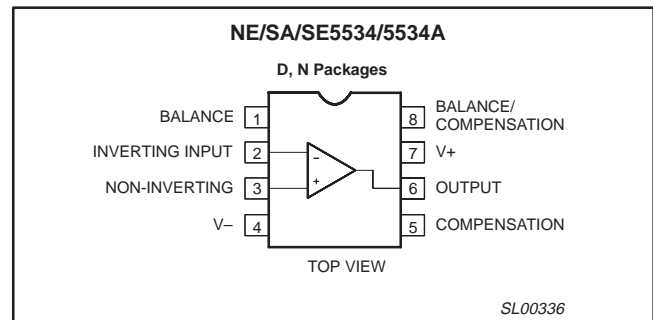 NE/SA/SE5534/5534A
D, N Packages
BALANCE 1
INVERTING INPUT 2
NON-INVERTING 3
V– 4
8 BALANCE/
COMPENSATION
7 V+
6 OUTPUT
5 COMPENSATION
–
+
TOP VIEW
SL00336